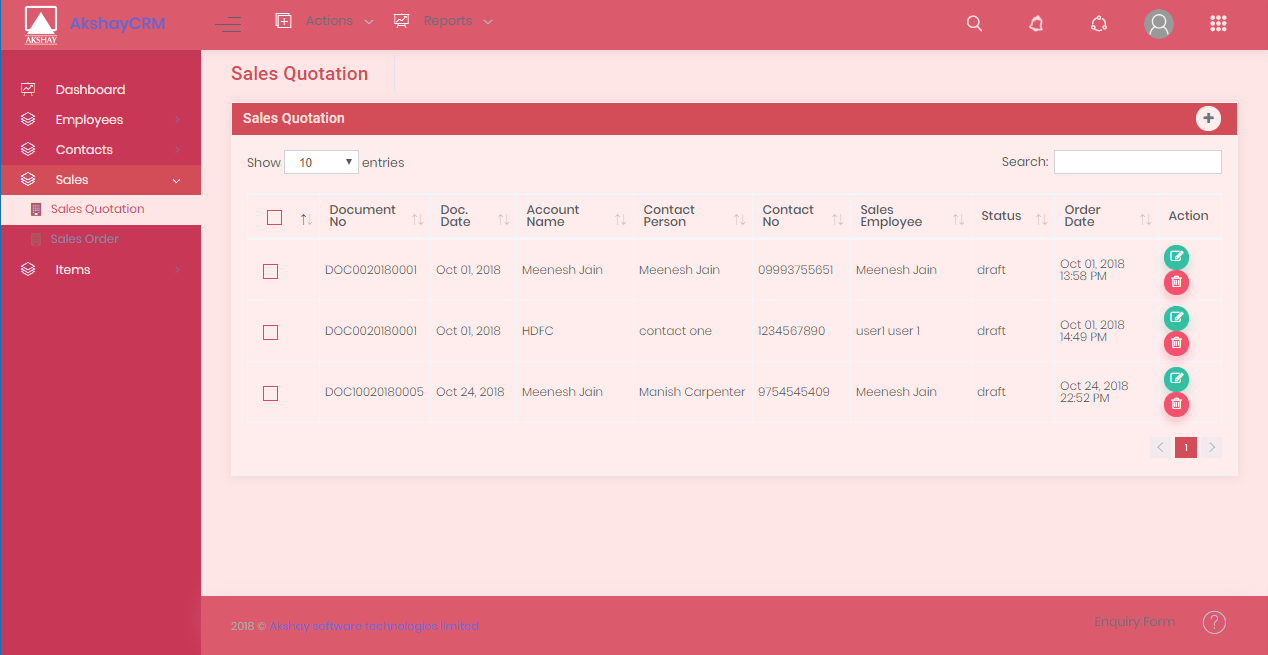 AKSHAY
AkshayCRM
Actions
Reports
Dashboard
Employees
Contacts
Sales
Sales Quotation
Sales Order
Items
Sales Quotation
Sales Quotation
Show 10 entries
Search:
Document No
Doc. Date
Account Name
Contact Person
Contact No
Sales Employee
Status
Order Date
Action
DOC0020180001 Oct 01, 2018 Meenesh Jain Meenesh Jain 09993755651 Meenesh Jain draft Oct 01, 2018 13:58 PM
DOC0020180001 Oct 01, 2018 HDFC contact one 1234567890 user1 user 1 draft Oct 01, 2018 14:49 PM
DOC10020180005 Oct 24, 2018 Meenesh Jain Manish Carpenter 9754545409 Meenesh Jain draft Oct 24, 2018 22:52 PM
< 1 >
2018 © Akshay software technologies limited
Enquiry Form
?